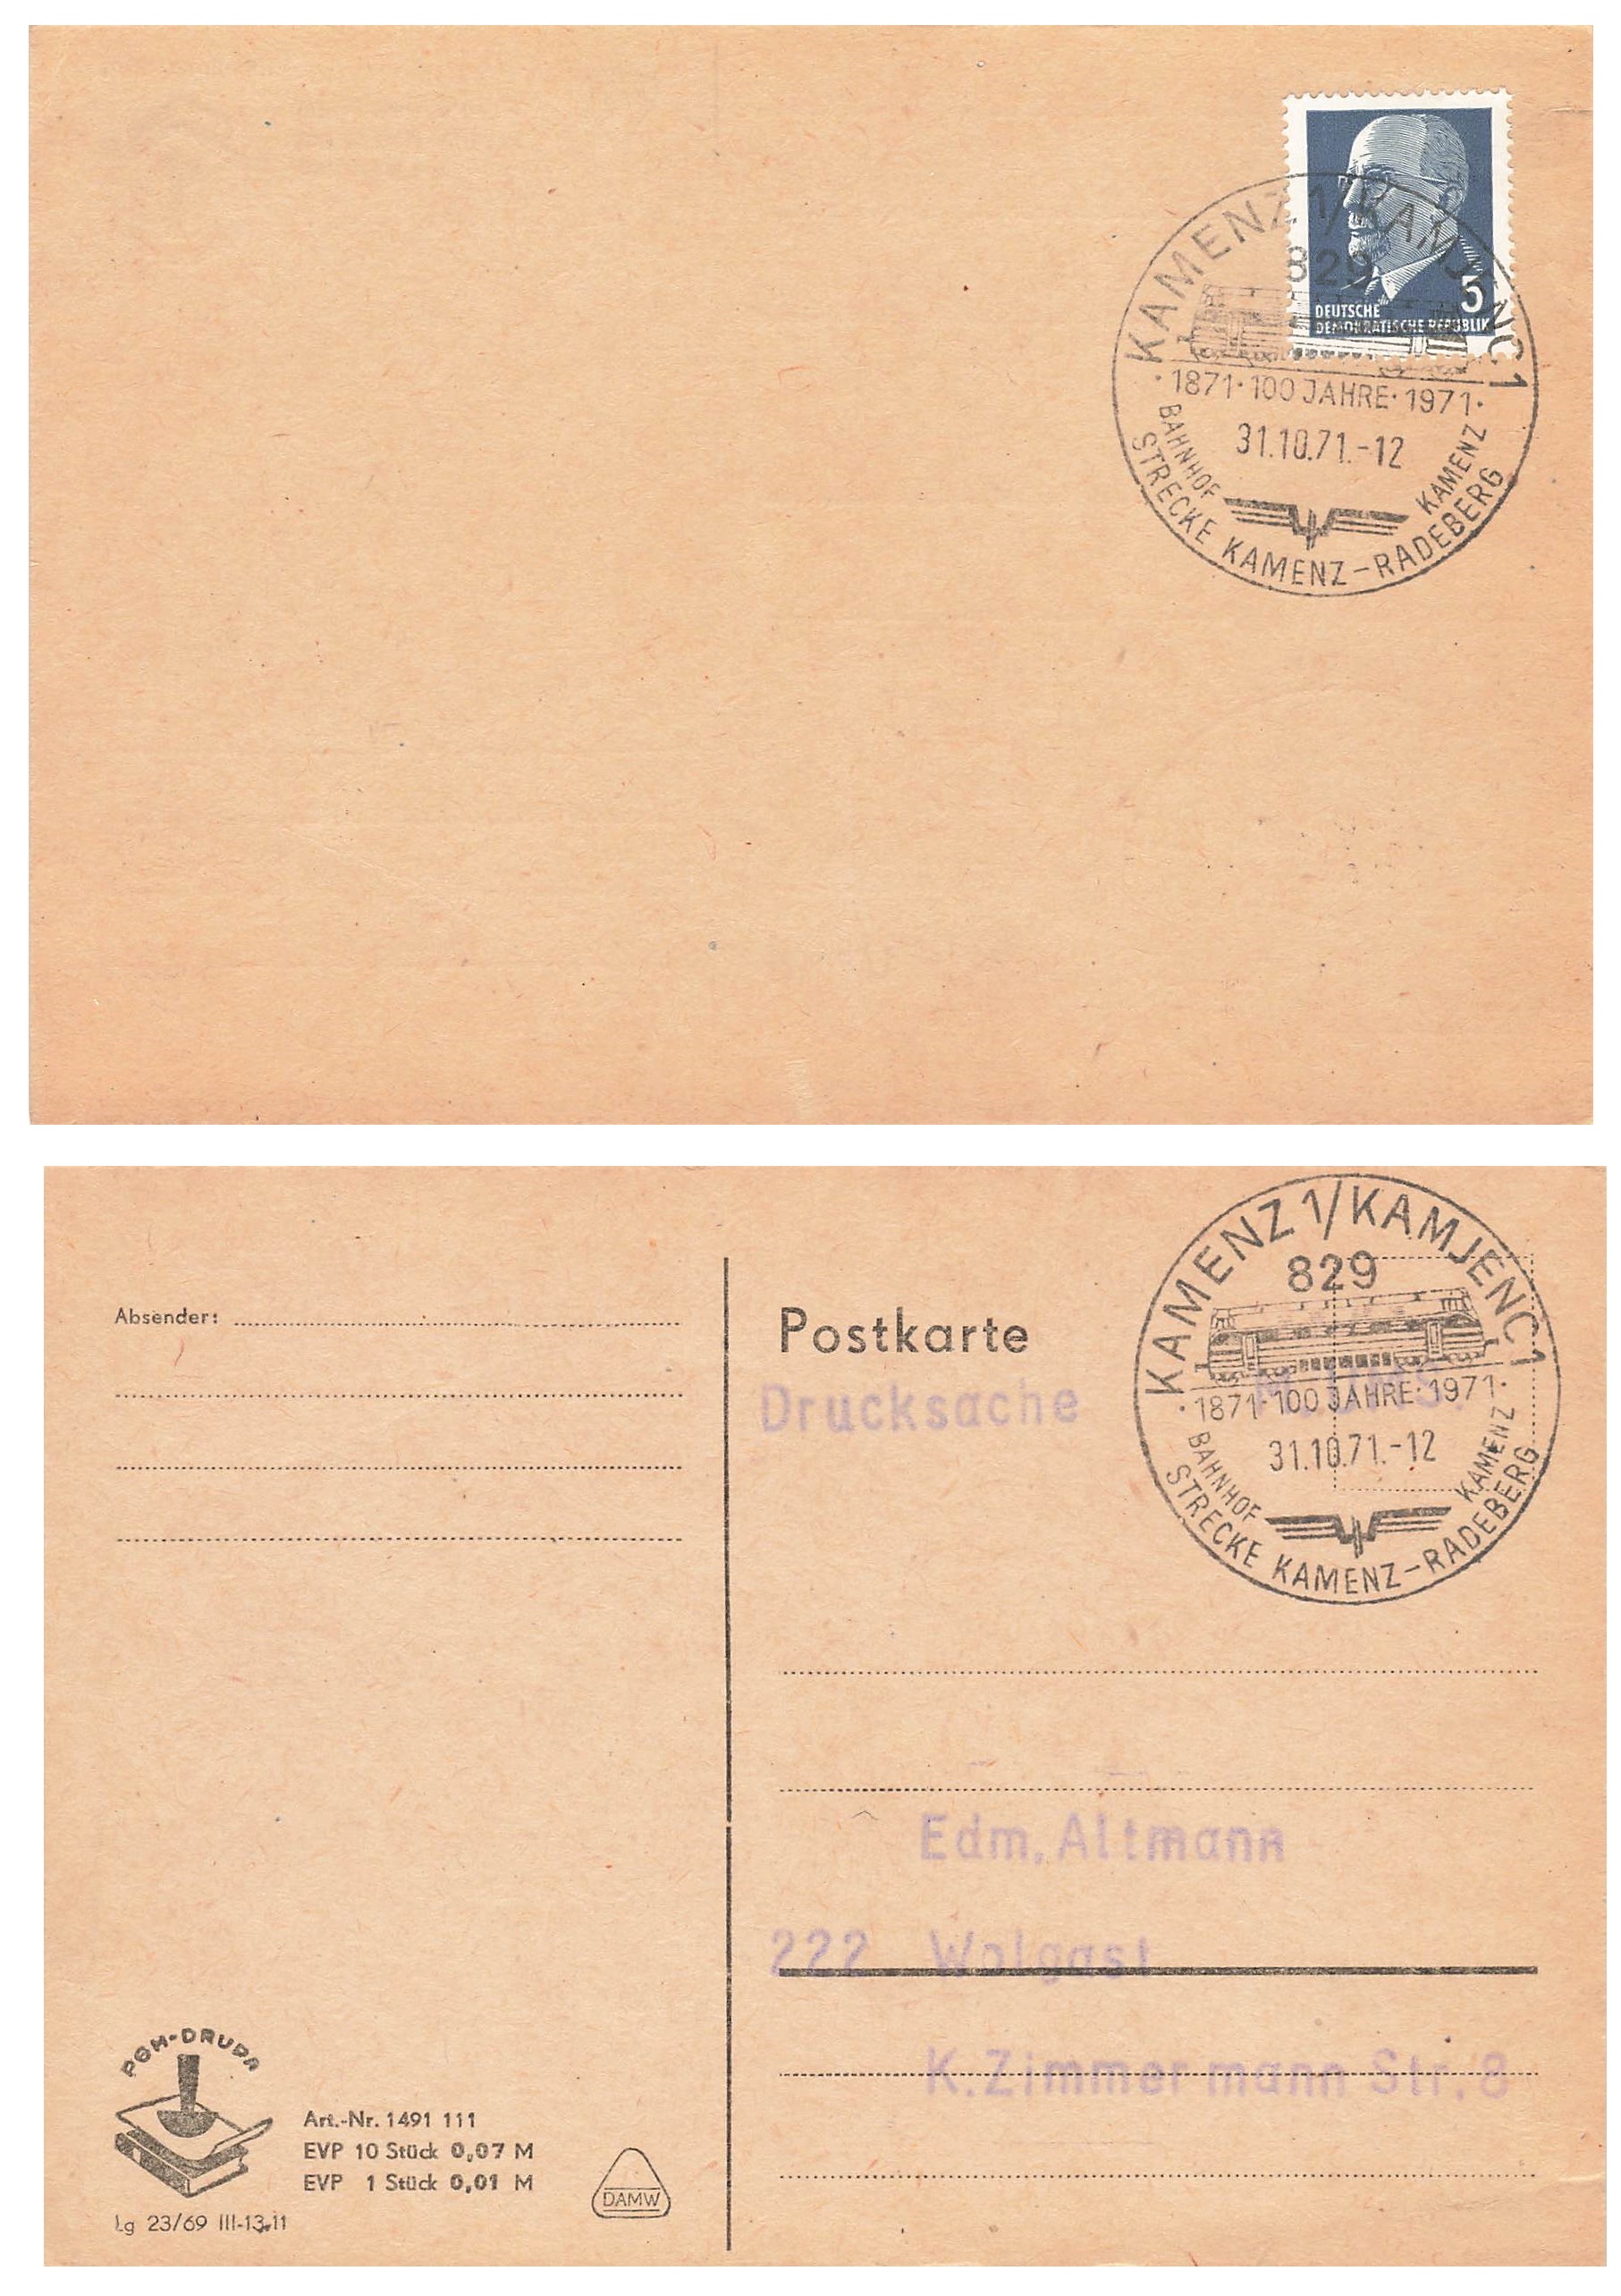 5
DEUTSCHE
DEMOKRATISCHE REPUBLIK
KAMENZ 1/KAMJENC 1
829
·1871·100 JAHRE·1971·
31.10.71.-12
BAHNHOF KAMENZ
STRECKE KAMENZ–RADEBERG
KAMENZ 1/KAMJENC 1
829
·1871·100 JAHRE·1971·
31.10.71.-12
BAHNHOF KAMENZ
STRECKE KAMENZ–RADEBERG
Absender:
Postkarte
Drucksache
Edm. Altmann
222 Wolgast
K. Zimmermann Str. 8
PGH-DRUPA
Art.-Nr. 1491 111
EVP 10 Stück 0,07 M
EVP 1 Stück 0,01 M
DAMW
Lg 23/69 III-13-11